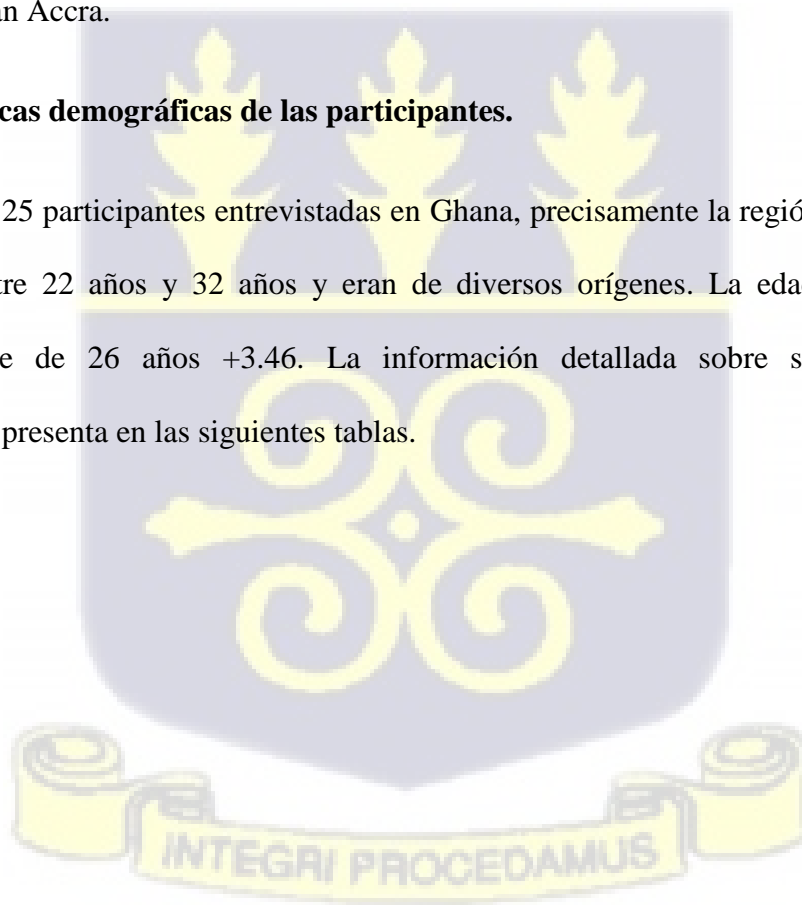 an Accra.
cas demográficas de las participantes.
25 participantes entrevistadas en Ghana, precisamente la regió
tre 22 años y 32 años y eran de diversos orígenes. La edad
e de 26 años +3.46. La información detallada sobre s
presenta en las siguientes tablas.
INTEGRI PROCEDAMUS